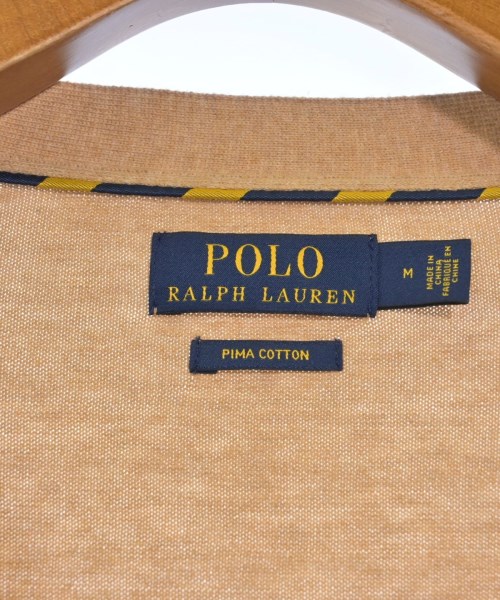 POLO
RALPH LAUREN
M
MADE IN
CHINA
FABRIQUÉ EN
CHINE
PIMA COTTON